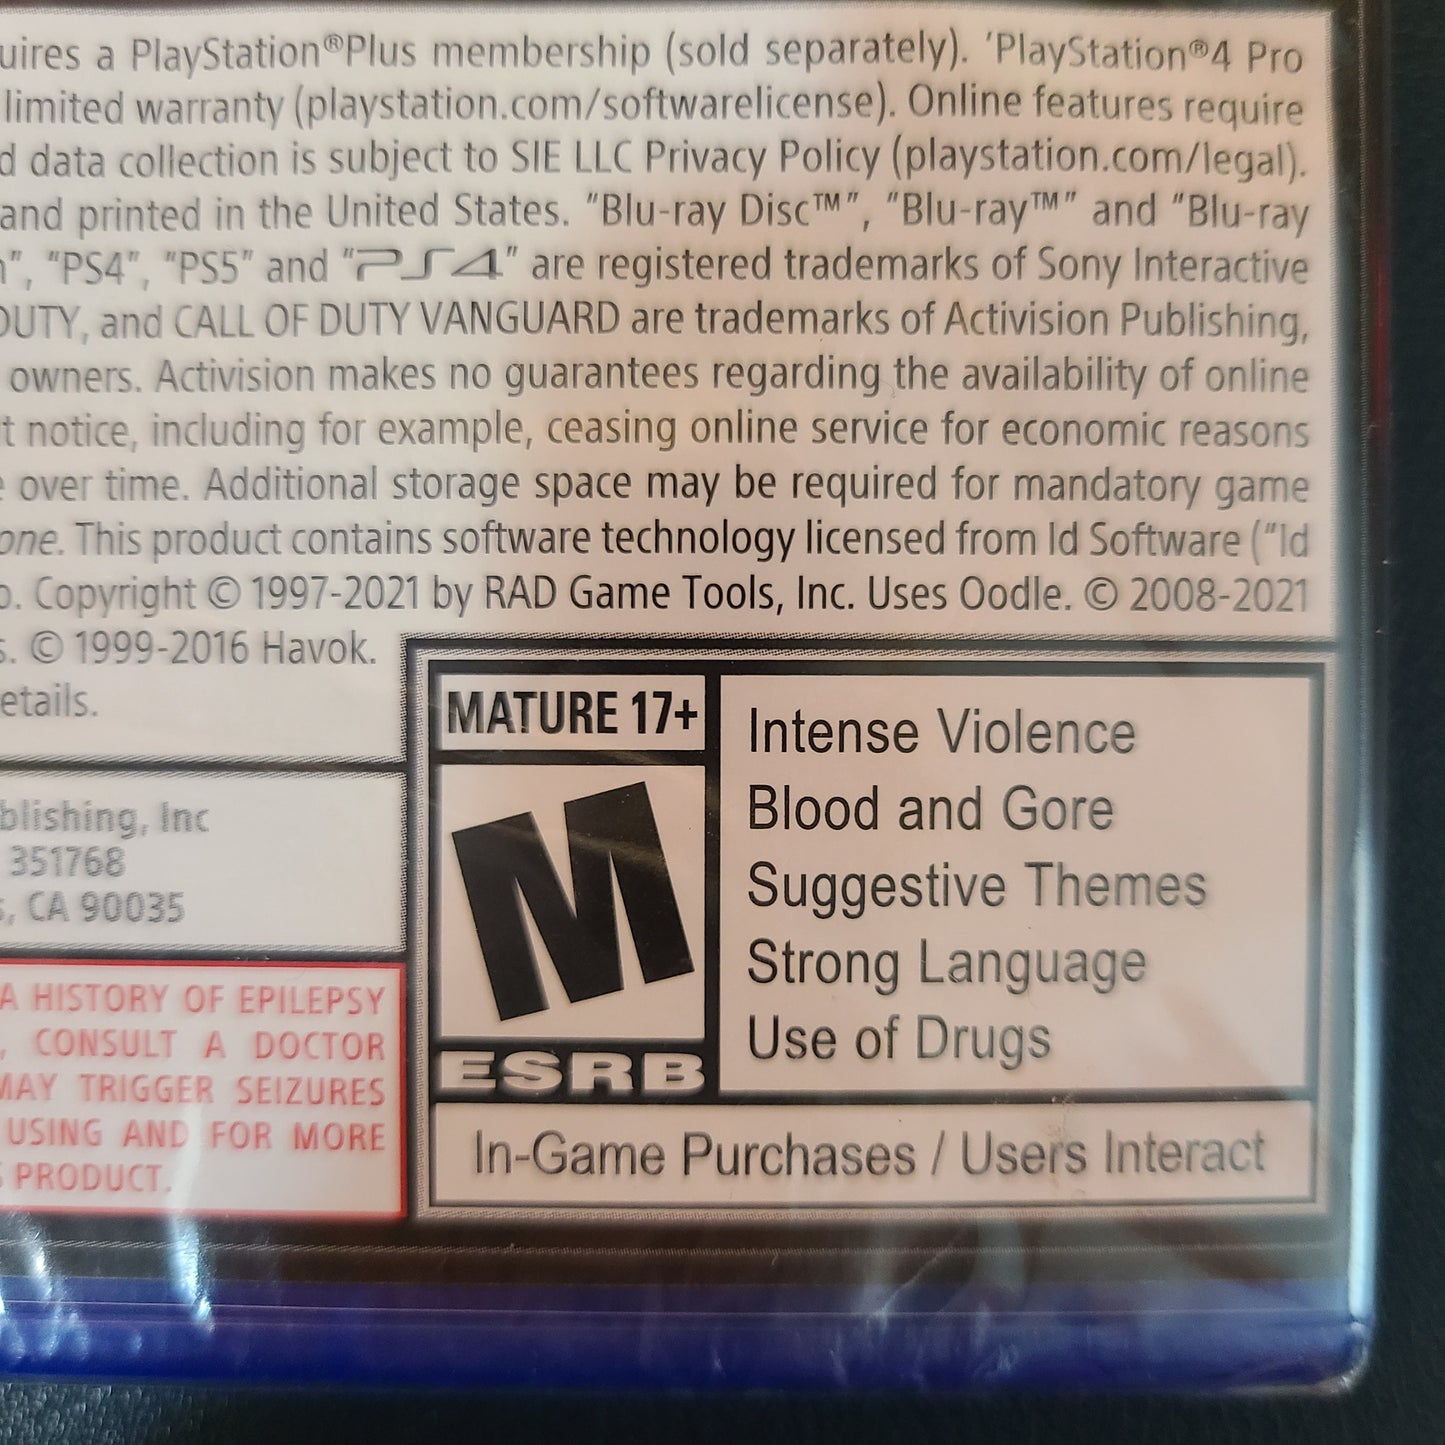 uires a PlayStation®Plus membership (sold separately). 'PlayStation®4 Pro
limited warranty (playstation.com/softwarelicense). Online features require
d data collection is subject to SIE LLC Privacy Policy (playstation.com/legal).
and printed in the United States. "Blu-ray Disc™", "Blu-ray™" and "Blu-ray
", "PS4", "PS5" and "PS4" are registered trademarks of Sony Interactive
DUTY, and CALL OF DUTY VANGUARD are trademarks of Activision Publishing,
owners. Activision makes no guarantees regarding the availability of online
t notice, including for example, ceasing online service for economic reasons
e over time. Additional storage space may be required for mandatory game
one. This product contains software technology licensed from Id Software ("Id
o. Copyright © 1997-2021 by RAD Game Tools, Inc. Uses Oodle. © 2008-2021
s. © 1999-2016 Havok.
etails.
blishing, Inc
351768
s, CA 90035
A HISTORY OF EPILEPSY
, CONSULT A DOCTOR
MAY TRIGGER SEIZURES
USING AND FOR MORE
S PRODUCT.
MATURE 17+
M
ESRB
Intense Violence
Blood and Gore
Suggestive Themes
Strong Language
Use of Drugs
In-Game Purchases / Users Interact